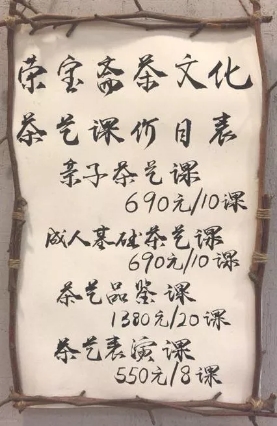 荣宝斋茶文化
茶艺课价目表
亲子茶艺课
690元/10课
成人基础茶艺课
690元/10课
茶艺品鉴课
1380元/20课
茶艺表演课
550元/8课